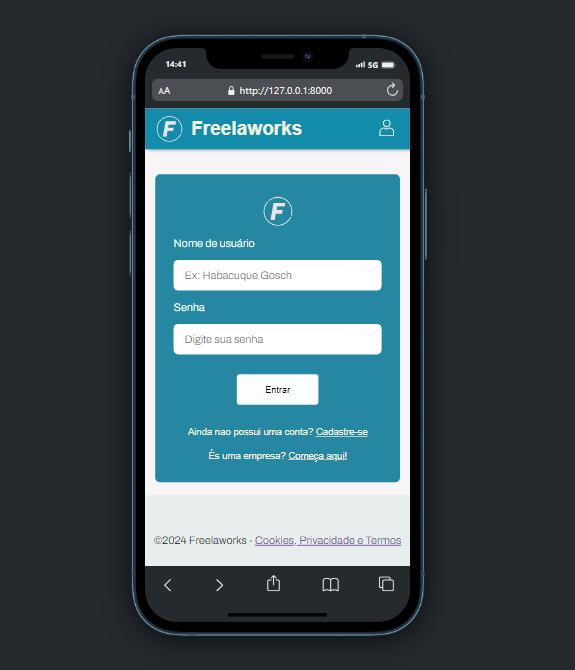 14:41
5G
AA
http://127.0.0.1:8000
F Freelaworks
F
Nome de usuário
Ex: Habacuque Gosch
Senha
Digite sua senha
Entrar
Ainda nao possui uma conta? Cadastre-se
És uma empresa? Começa aqui!
©2024 Freelaworks - Cookies, Privacidade e Termos